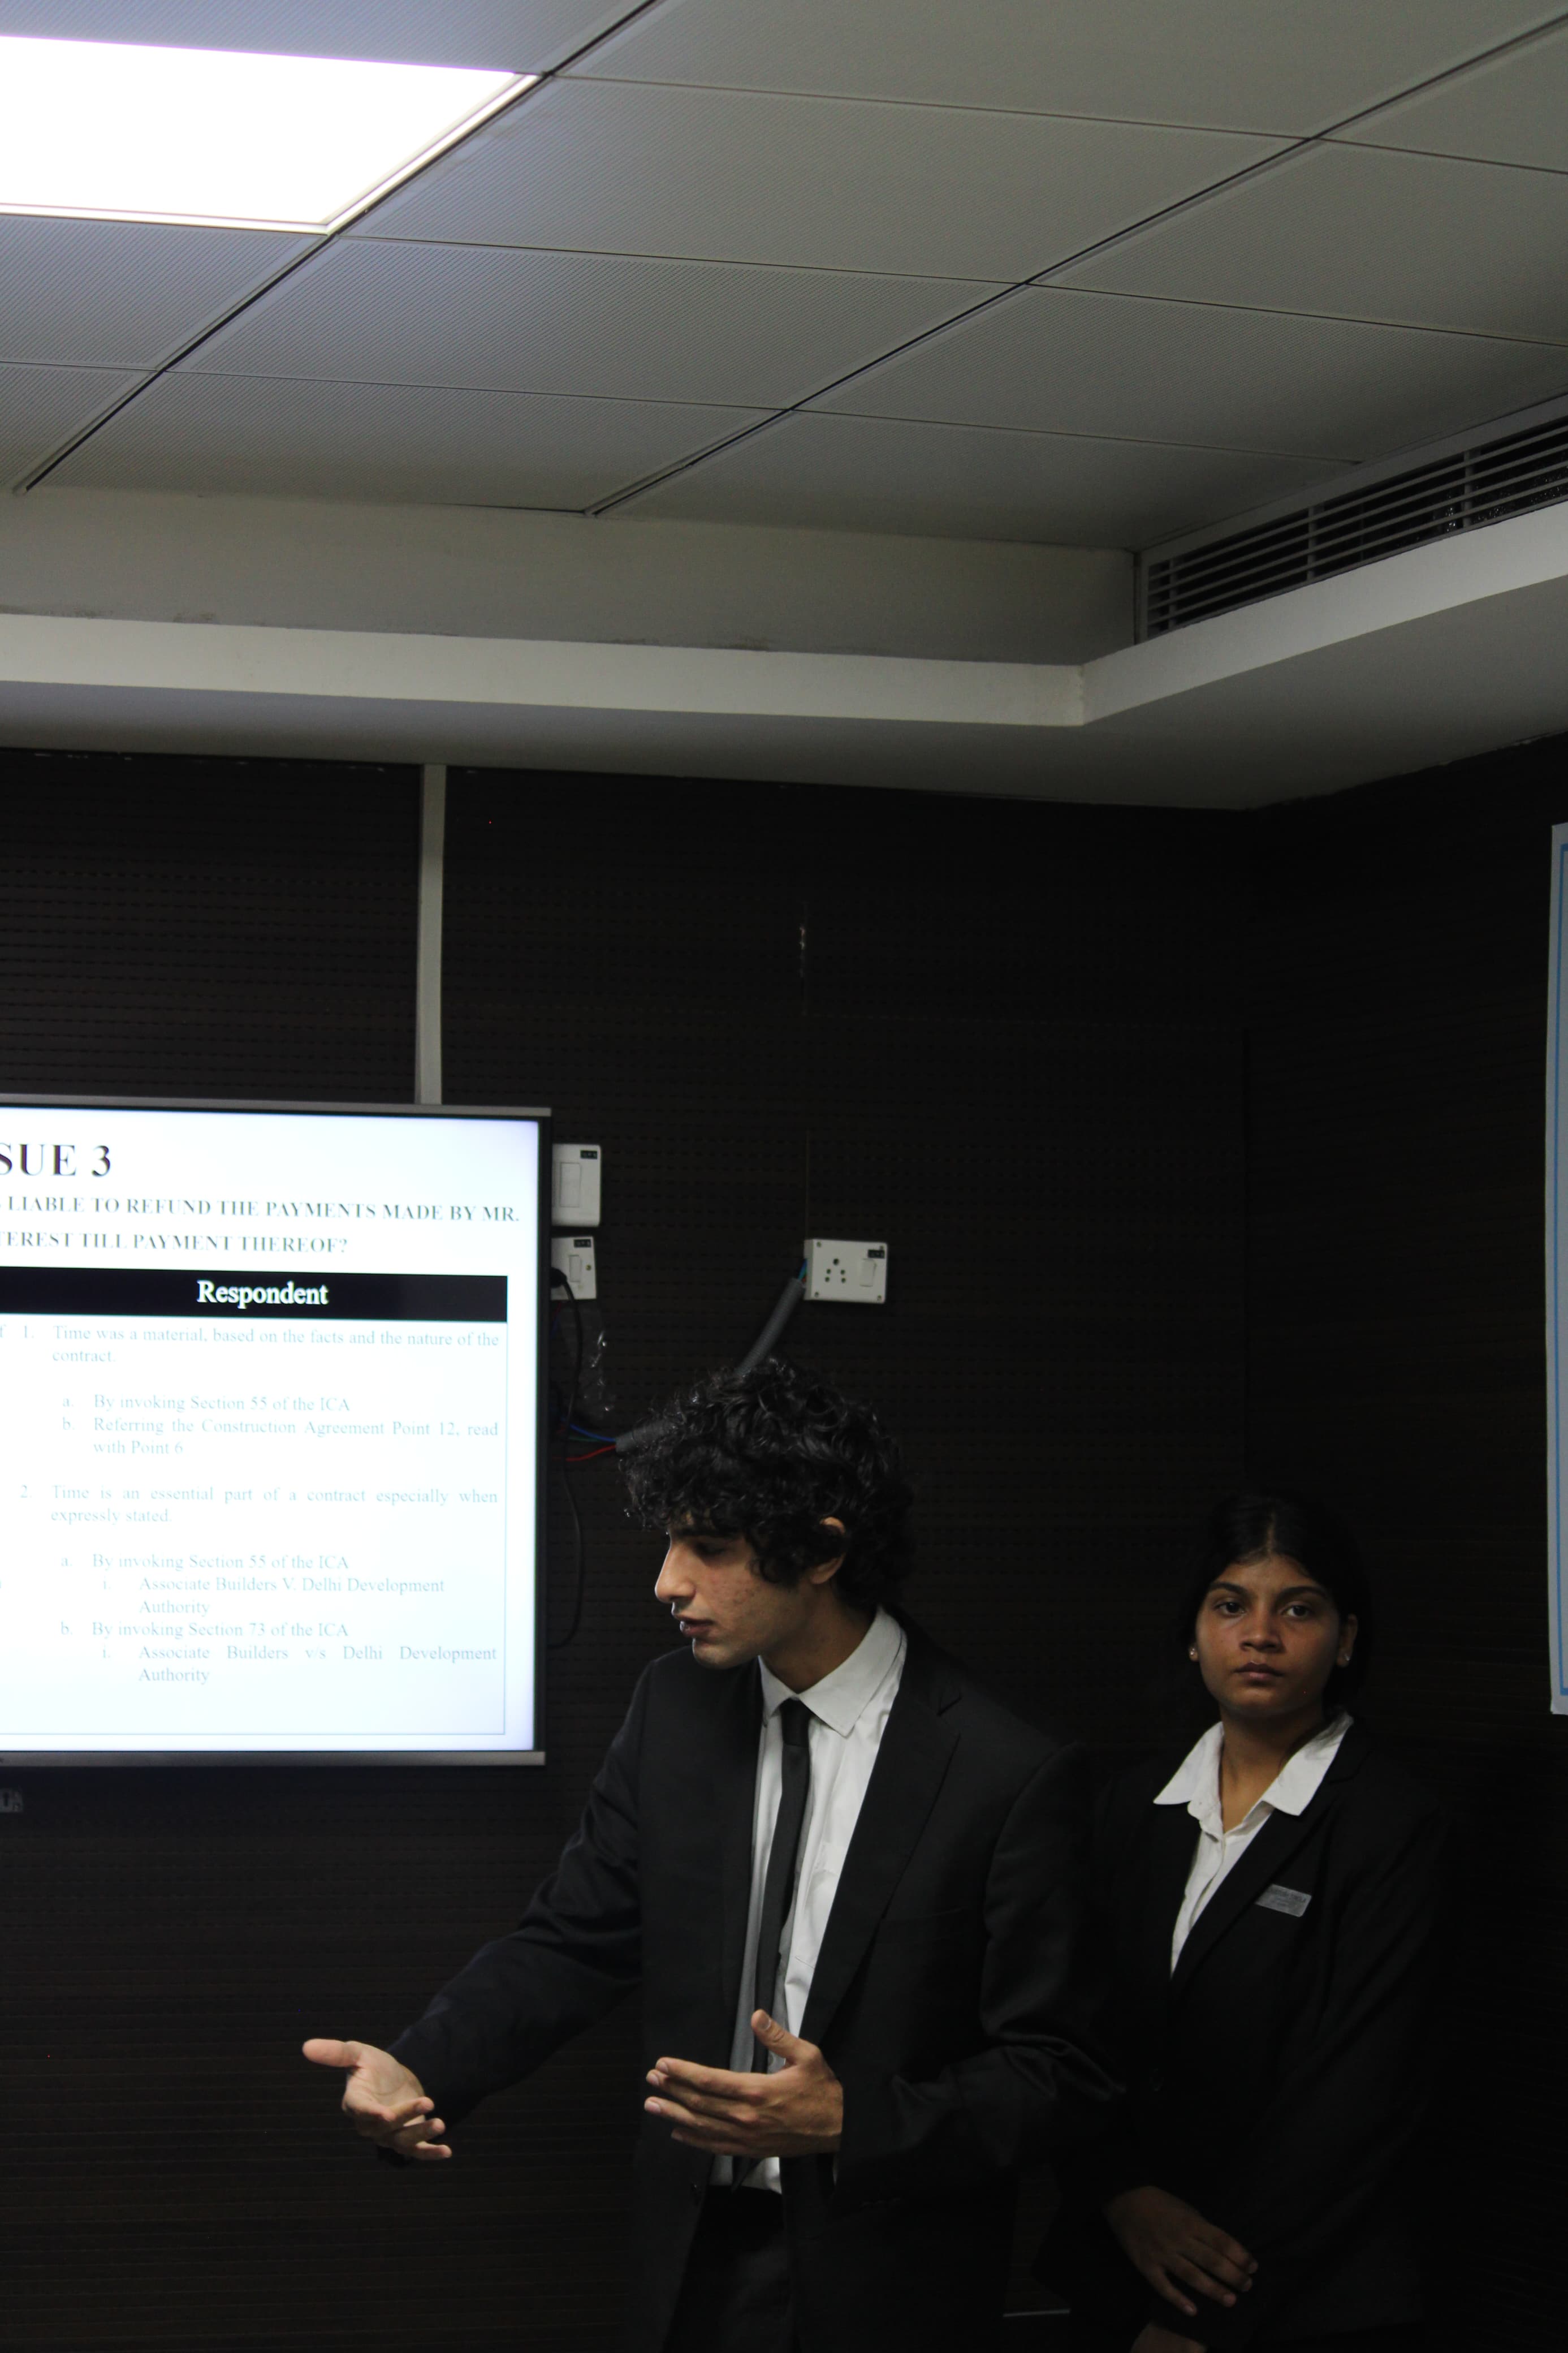 SUE 3
LIABLE TO REFUND THE PAYMENTS MADE BY MR.
TEREST TILL PAYMENT THEREOF?
Respondent
1. Time was a material, based on the facts and the nature of the
contract.
a. By invoking Section 55 of the ICA
b. Referring the Construction Agreement Point 12, read
with Point 6
2. Time is an essential part of a contract especially when
expressly stated.
a. By invoking Section 55 of the ICA
i. Associate Builders V. Delhi Development
Authority
b. By invoking Section 73 of the ICA
i. Associate Builders v/s Delhi Development
Authority